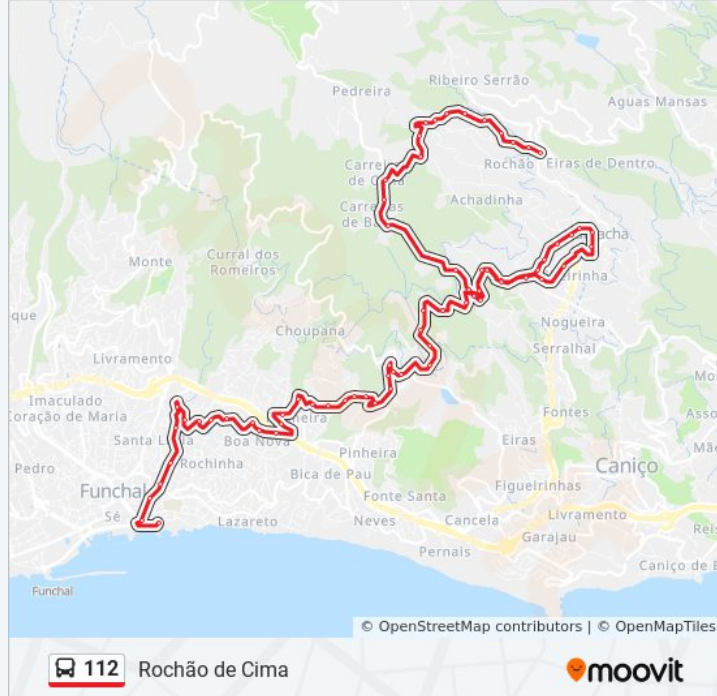 Ribeiro Serrão
Pedreira
Aguas Mansas
Rochão
Eiras de Dentro
Achadinha
Monte
Curral dos
Romeiros
Choupana
Nogueira
Serralhal
Livramento
Imaculado
Coração de Maria
Santa
Boa Nova
Rochinha
Pinheira
Bica de Pau
Fontes
Eiras
Caniço
Pedro
Funchal
Sé
Lazareto
Fonte Santa
Figueirinhas
Neves
Cancela
Livramento
Garajau
Pernais
Caniço de B
Funchal
© OpenStreetMap contributors | © OpenMapTiles
112 Rochão de Cima
moovit